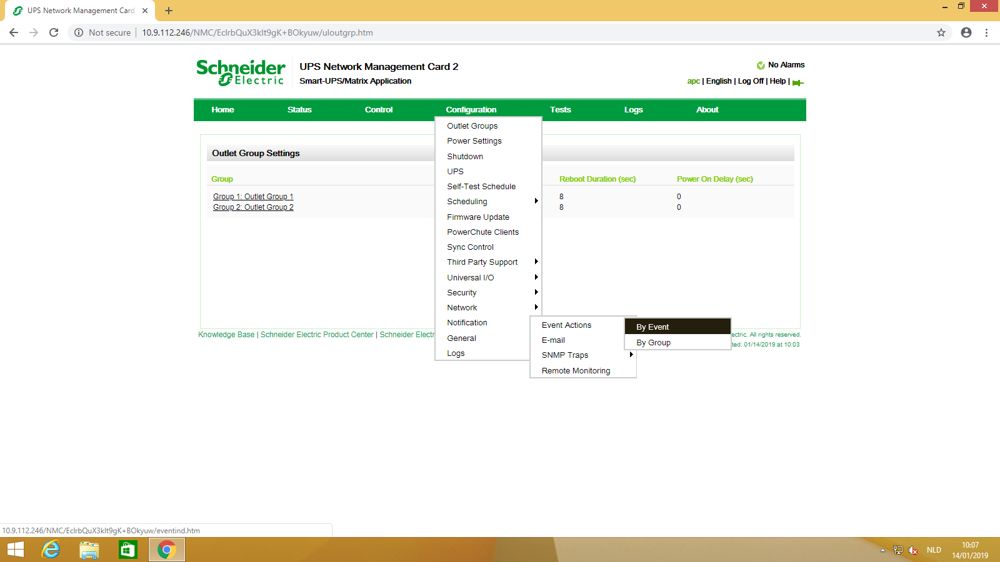 UPS Network Management Card
Not secure
10.9.112.246/NMC/EclrbQuX3klt9gK+BOkyuw/uloutgrp.htm
Schneider Electric
UPS Network Management Card 2
Smart-UPS/Matrix Application
No Alarms
apc | English | Log Off | Help |
Home Status Control Configuration Tests Logs About
Outlet Groups
Power Settings
Shutdown
UPS
Self-Test Schedule
Scheduling
Firmware Update
PowerChute Clients
Sync Control
Third Party Support
Universal I/O
Security
Network
Notification
General
Logs
Event Actions
E-mail
SNMP Traps
Remote Monitoring
By Event
By Group
Outlet Group Settings
Group Reboot Duration (sec) Power On Delay (sec)
Group 1: Outlet Group 1 8 0
Group 2: Outlet Group 2 8 0
Knowledge Base | Schneider Electric Product Center | Schneider Electr
ectric. All rights reserved.
ted: 01/14/2019 at 10:03
10.9.112.246/NMC/EclrbQuX3klt9gK+BOkyuw/eventind.htm
NLD
10:07
14/01/2019